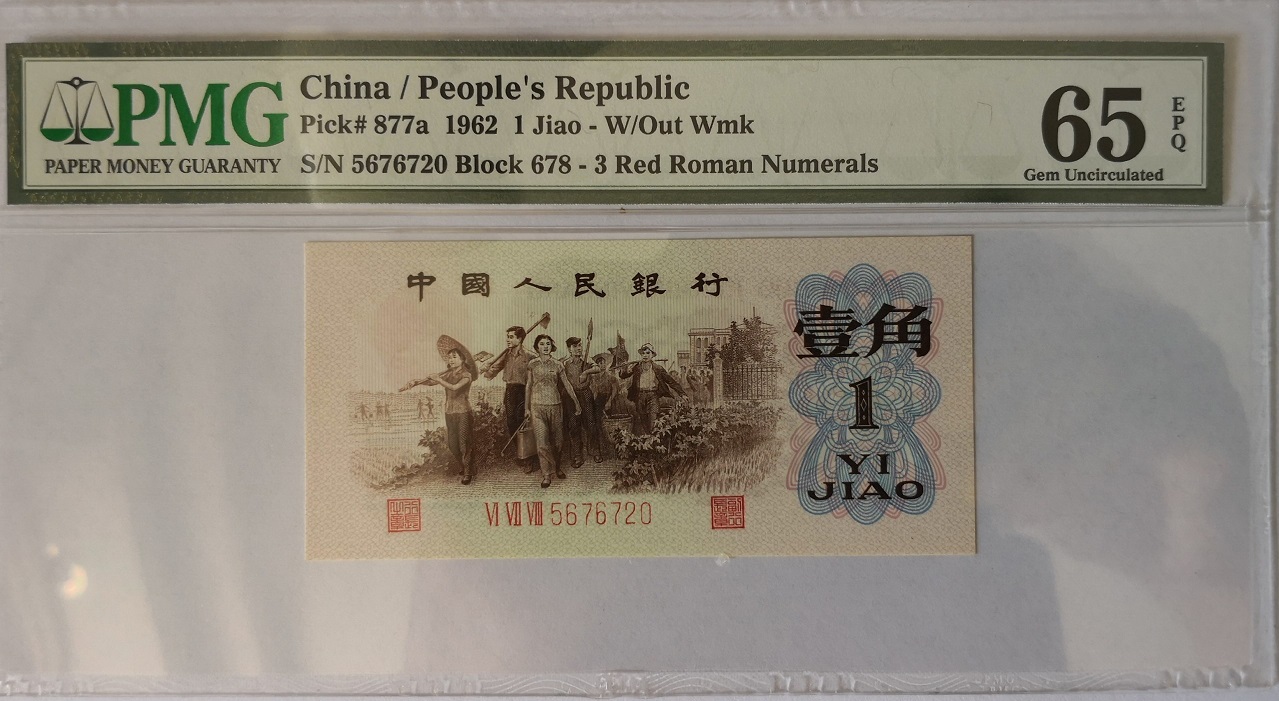 PMG
PAPER MONEY GUARANTY
China / People's Republic
Pick# 877a 1962 1 Jiao - W/Out Wmk
S/N 5676720 Block 678 - 3 Red Roman Numerals
65
EPQ
Gem Uncirculated
中國人民銀行
壹角
1
YI
JIAO
VI VII VIII 5676720